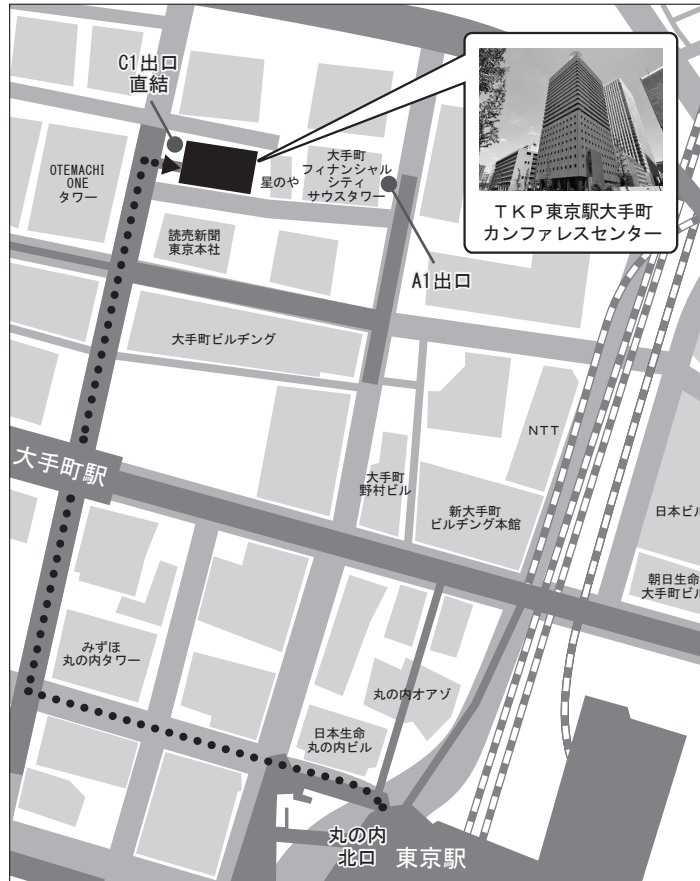 C1出口
直結
OTEMACHI
ONE
タワー
星のや
大手町
フィナンシャル
シティ
サウスタワー
TKP東京駅大手町
カンファレスセンター
読売新聞
東京本社
A1出口
大手町ビルヂング
大手町駅
大手町
野村ビル
NTT
新大手町
ビルヂング本館
日本ビル
朝日生命
大手町ビル
みずほ
丸の内タワー
丸の内オアゾ
日本生命
丸の内ビル
丸の内
北口
東京駅